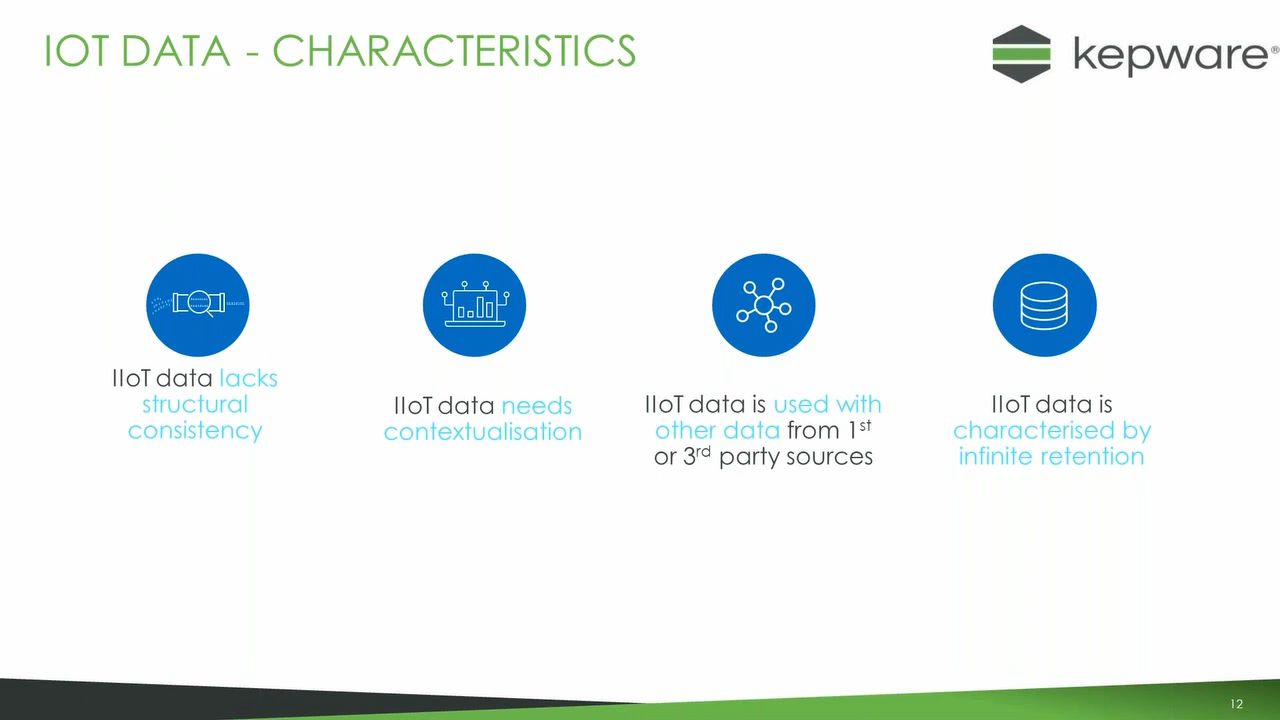 IOT DATA - CHARACTERISTICS
kepware®
IIoT data lacks
structural
consistency
IIoT data needs
contextualisation
IIoT data is used with
other data from 1st
or 3rd party sources
IIoT data is
characterised by
infinite retention
12